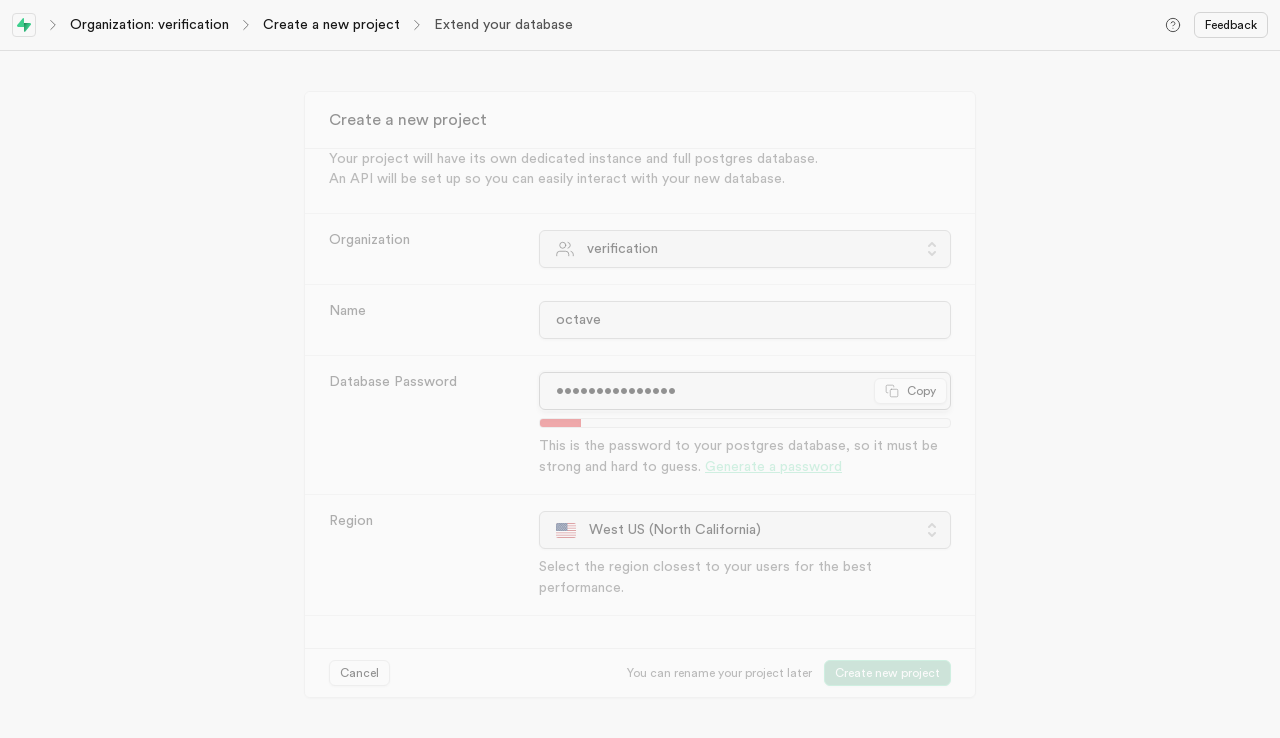 Organization: verification
Create a new project
Extend your database
Feedback
Create a new project
Your project will have its own dedicated instance and full postgres database.
An API will be set up so you can easily interact with your new database.
Organization
verification
Name
octave
Database Password
•••••••••••••••
Copy
This is the password to your postgres database, so it must be
strong and hard to guess. Generate a password
Region
West US (North California)
Select the region closest to your users for the best
performance.
Cancel
You can rename your project later
Create new project